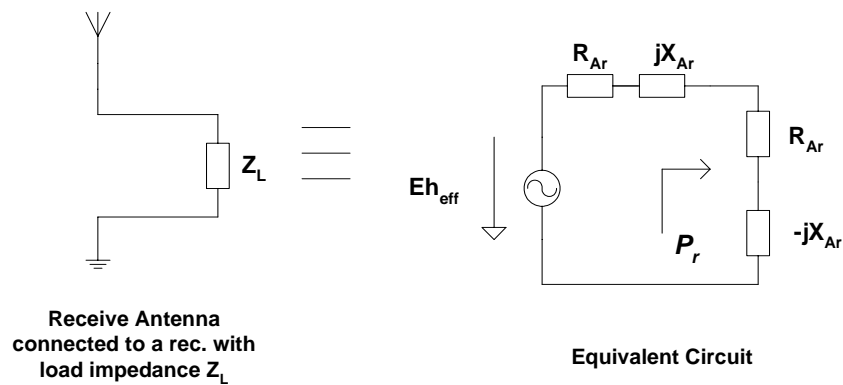 R_Ar jX_Ar
Z_L
R_Ar
Eh_eff
P_r
-jX_Ar
Receive Antenna
connected to a rec. with
load impedance Z_L
Equivalent Circuit